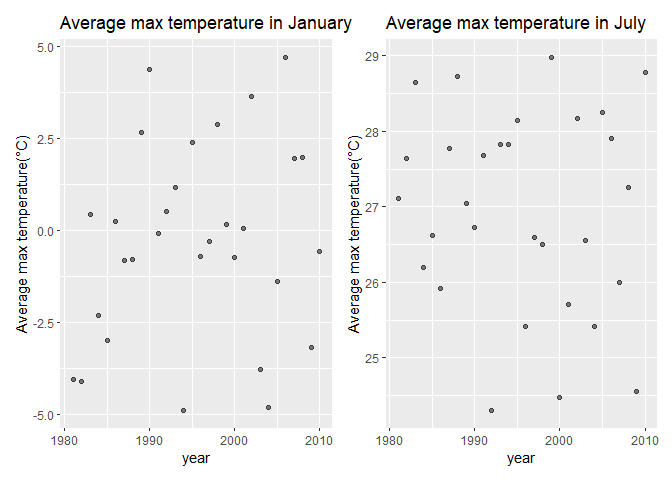 Average max temperature in January
Average max temperature(°C)
5.0
2.5
0.0
-2.5
-5.0
1980 1990 2000 2010
year
Average max temperature in July
Average max temperature(°C)
29
28
27
26
25
1980 1990 2000 2010
year